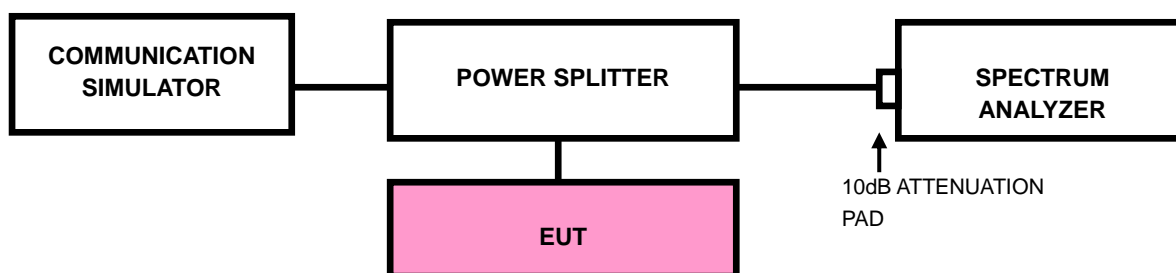 COMMUNICATION
SIMULATOR
POWER SPLITTER
SPECTRUM
ANALYZER
10dB ATTENUATION
PAD
EUT